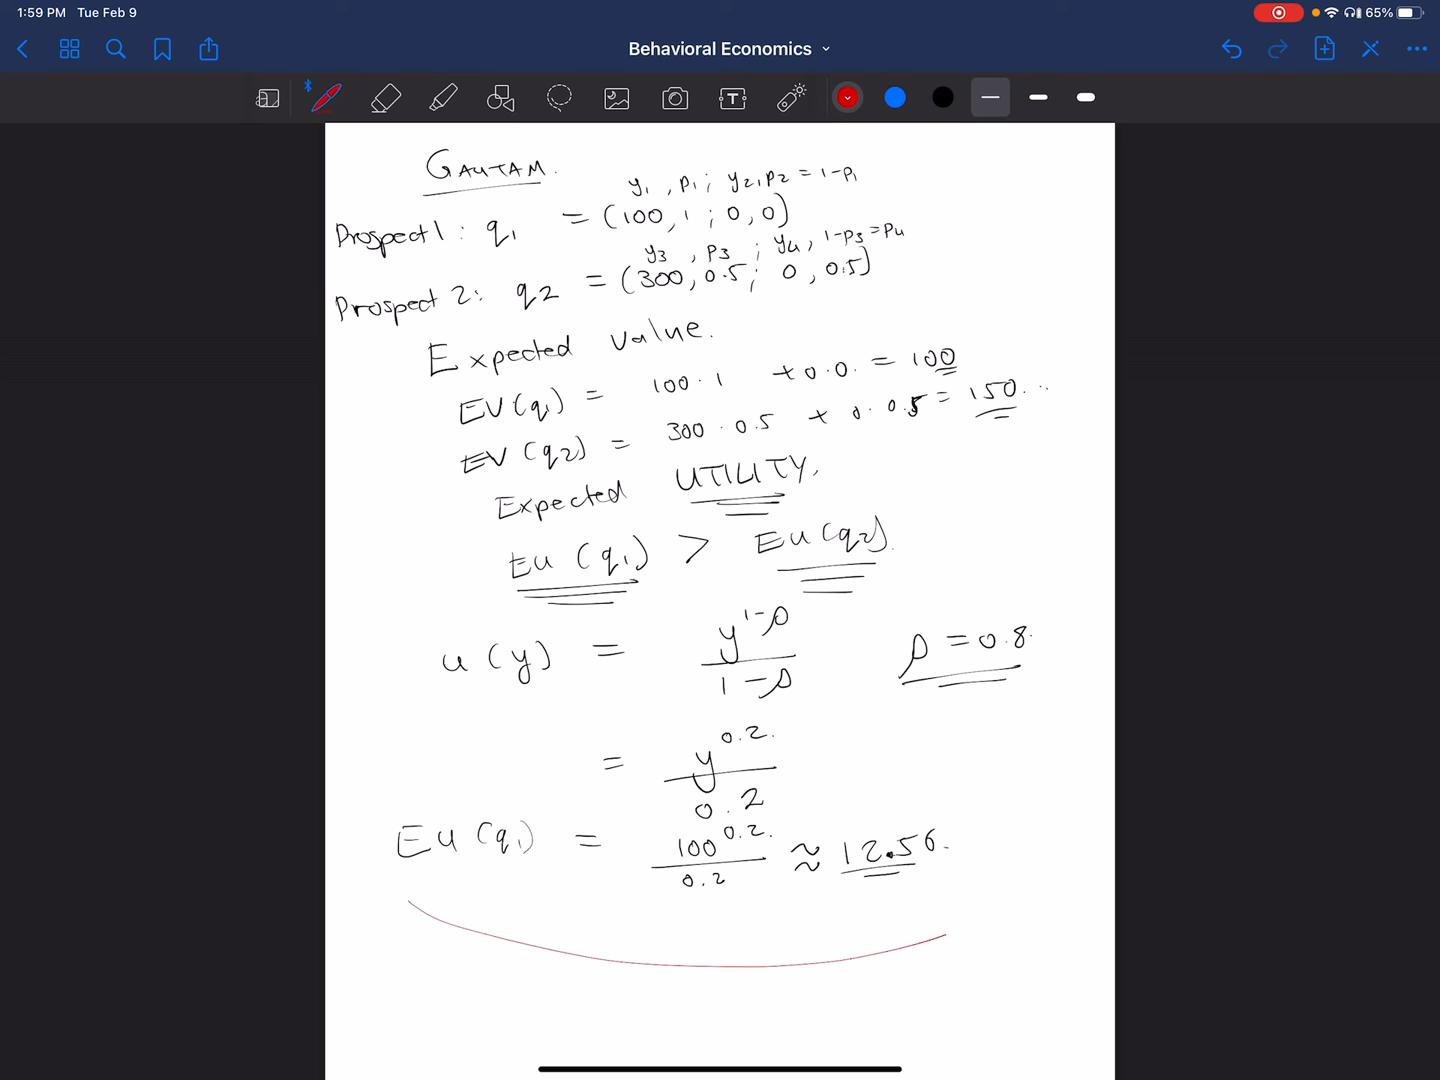 1:59 PM Tue Feb 9
65%
Behavioral Economics
T
GAUTAM.
y1 , p1 ; y2, p2 = 1-p1
Prospect 1 : q1 = (100, 1 ; 0, 0)
y3 , p3 ; y4 , 1-p3 = p4
Prospect 2 : q2 = (300, 0.5 ; 0 , 0.5)
Expected value.
EV (q1) = 100 . 1 + 0.0. = 100
EV (q2) = 300 . 0.5 + 0. 0.5 = 150. ..
Expected UTILITY.
EU (q1) > EU (q2).
u (y) = y^1-ρ / 1-ρ ρ = 0.8.
= y^0.2. / 0.2
EU (q1) = 100^0.2. / 0.2 ≈ 12.56.